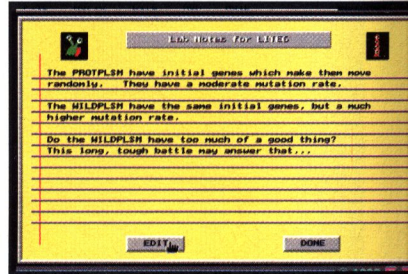 Lab Notes for LITES
The PROTPLSM have initial genes which make them move
randomly. They have a moderate mutation rate.
The WILDPLSM have the same initial genes, but a much
higher mutation rate.
Do the WILDPLSM have too much of a good thing?
This long, tough battle may answer that...
EDIT
DONE